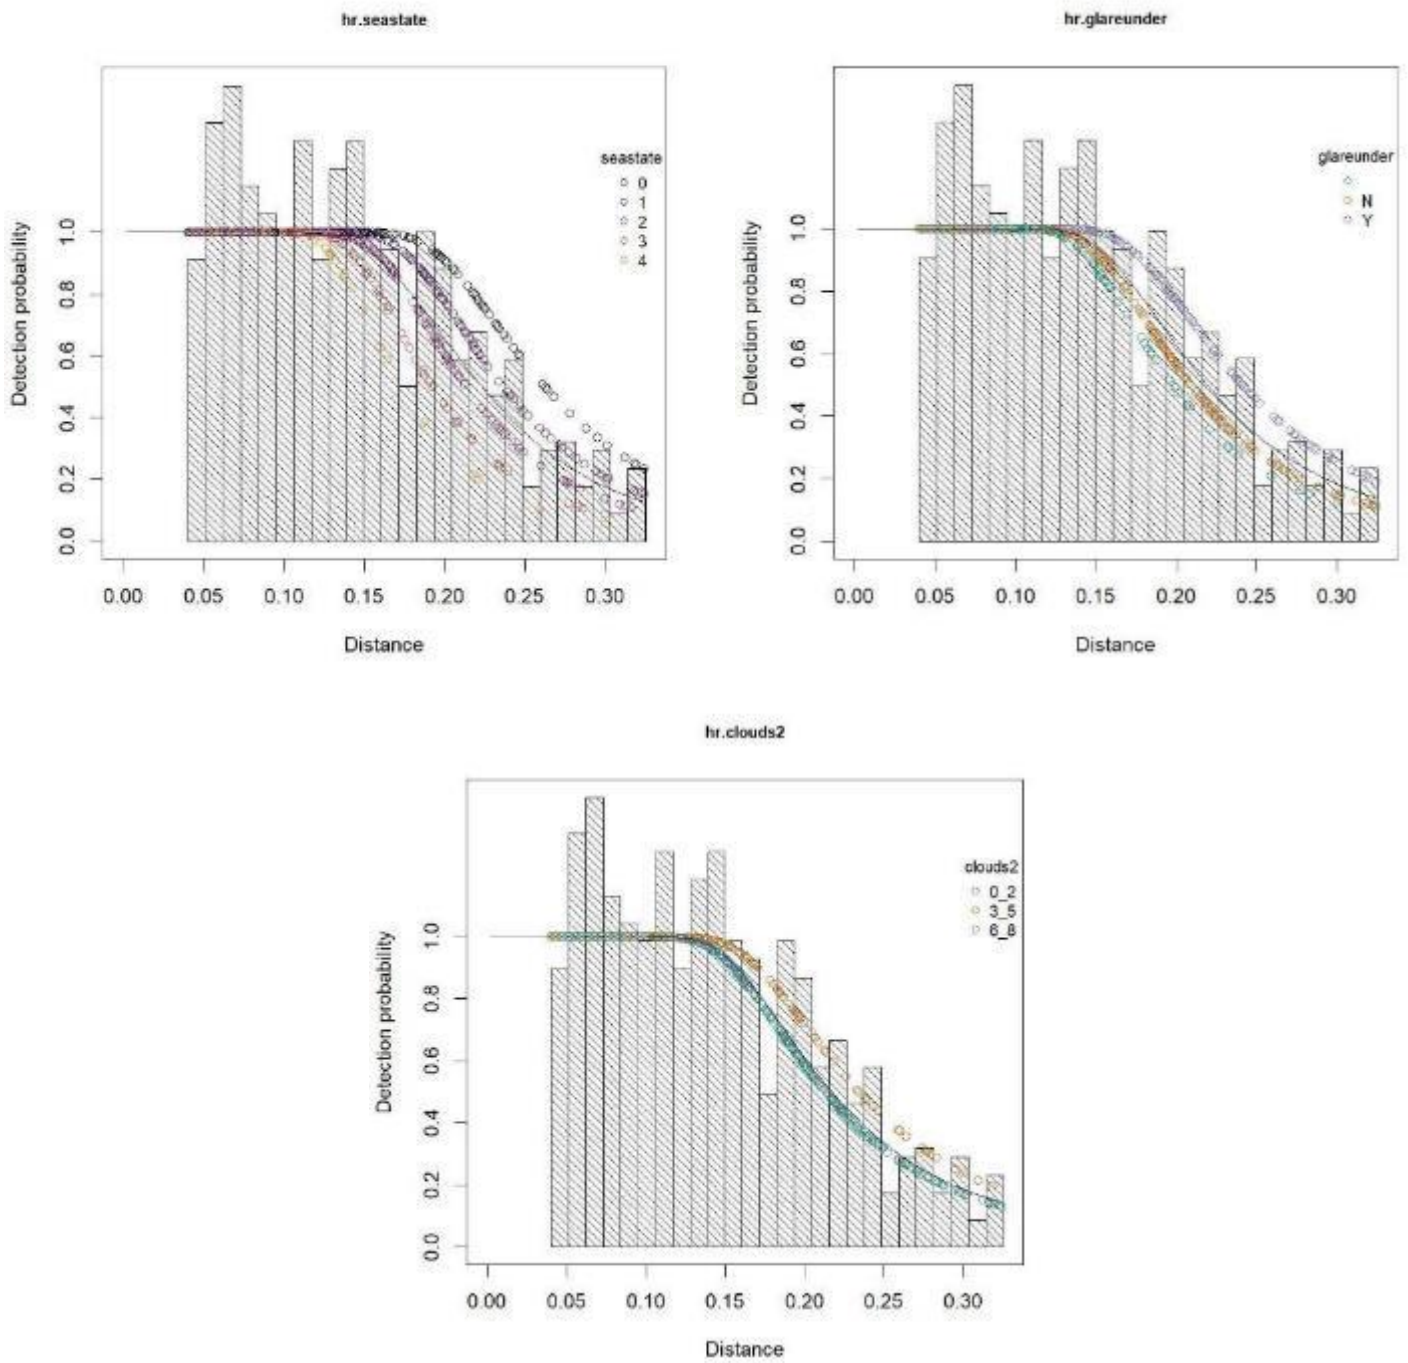 hr.seastate
Detection probability
0.0 0.2 0.4 0.6 0.8 1.0
seastate
0
1
2
3
4
0.00 0.05 0.10 0.15 0.20 0.25 0.30
Distance
hr.glareunder
Detection probability
0.0 0.2 0.4 0.6 0.8 1.0
glareunder
N
Y
0.00 0.05 0.10 0.15 0.20 0.25 0.30
Distance
hr.clouds2
Detection probability
0.0 0.2 0.4 0.6 0.8 1.0
clouds2
0_2
3_5
6_8
0.00 0.05 0.10 0.15 0.20 0.25 0.30
Distance